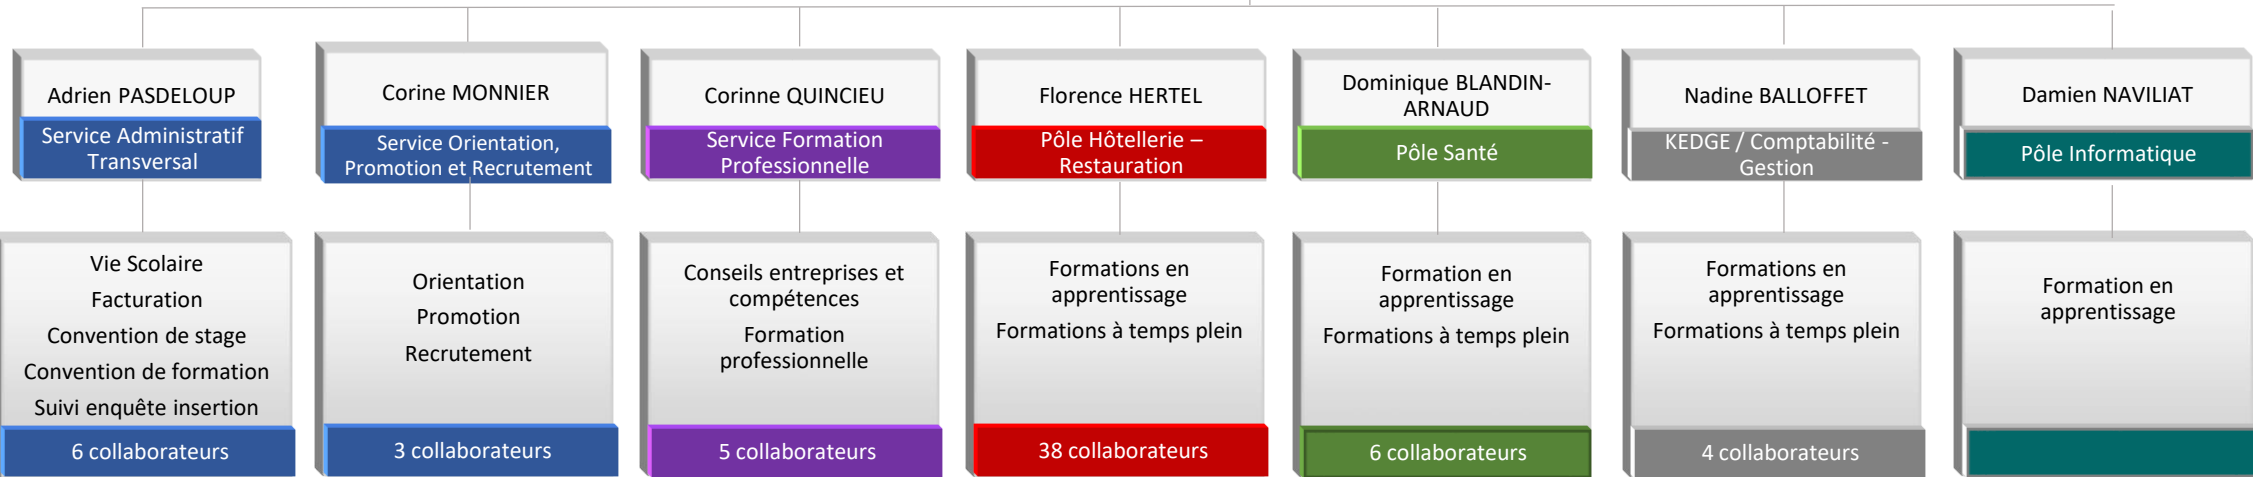 Adrien PASDELOUP
Service Administratif
Transversal
Vie Scolaire
Facturation
Convention de stage
Convention de formation
Suivi enquête insertion
6 collaborateurs
Corine MONNIER
Service Orientation,
Promotion et Recrutement
Orientation
Promotion
Recrutement
3 collaborateurs
Corinne QUINCIEU
Service Formation
Professionnelle
Conseils entreprises et
compétences
Formation
professionnelle
5 collaborateurs
Florence HERTEL
Pôle Hôtellerie –
Restauration
Formations en
apprentissage
Formations à temps plein
38 collaborateurs
Dominique BLANDIN-
ARNAUD
Pôle Santé
Formation en
apprentissage
Formations à temps plein
6 collaborateurs
Nadine BALLOFFET
KEDGE / Comptabilité -
Gestion
Formations en
apprentissage
Formations à temps plein
4 collaborateurs
Damien NAVILIAT
Pôle Informatique
Formation en
apprentissage